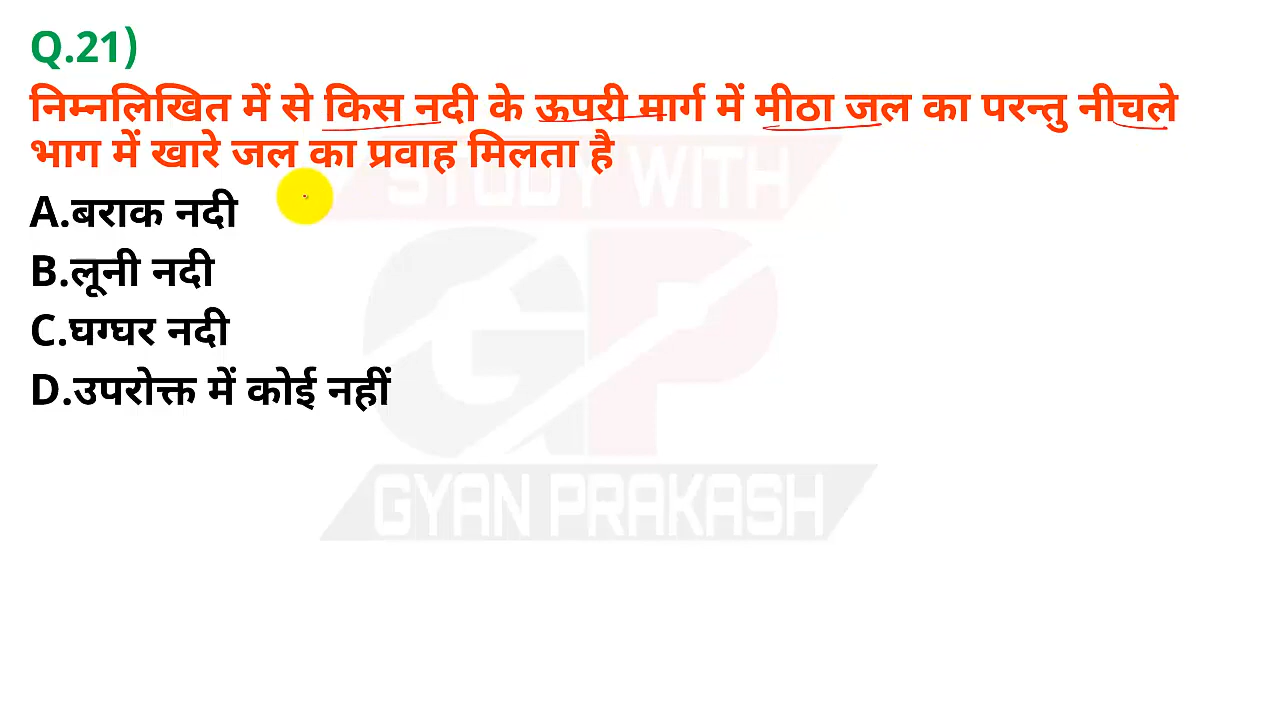 Q.21)
निम्नलिखित में से किस नदी के ऊपरी मार्ग में मीठा जल का परन्तु नीचले
भाग में खारे जल का प्रवाह मिलता है
STUDY WITH
A.बराक नदी
B.लूनी नदी
C.घग्घर नदी
D.उपरोक्त में कोई नहीं
GP
GYAN PRAKASH